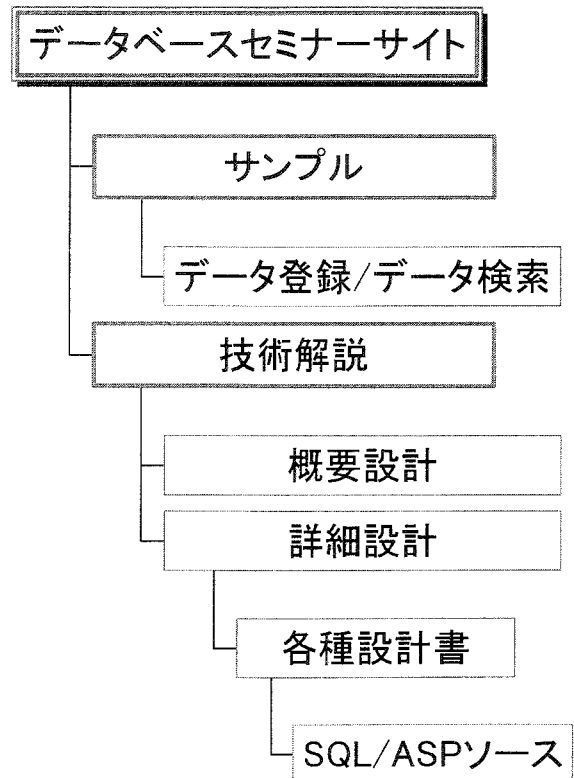 データベースセミナーサイト
サンプル
データ登録/データ検索
技術解説
概要設計
詳細設計
各種設計書
SQL/ASPソース